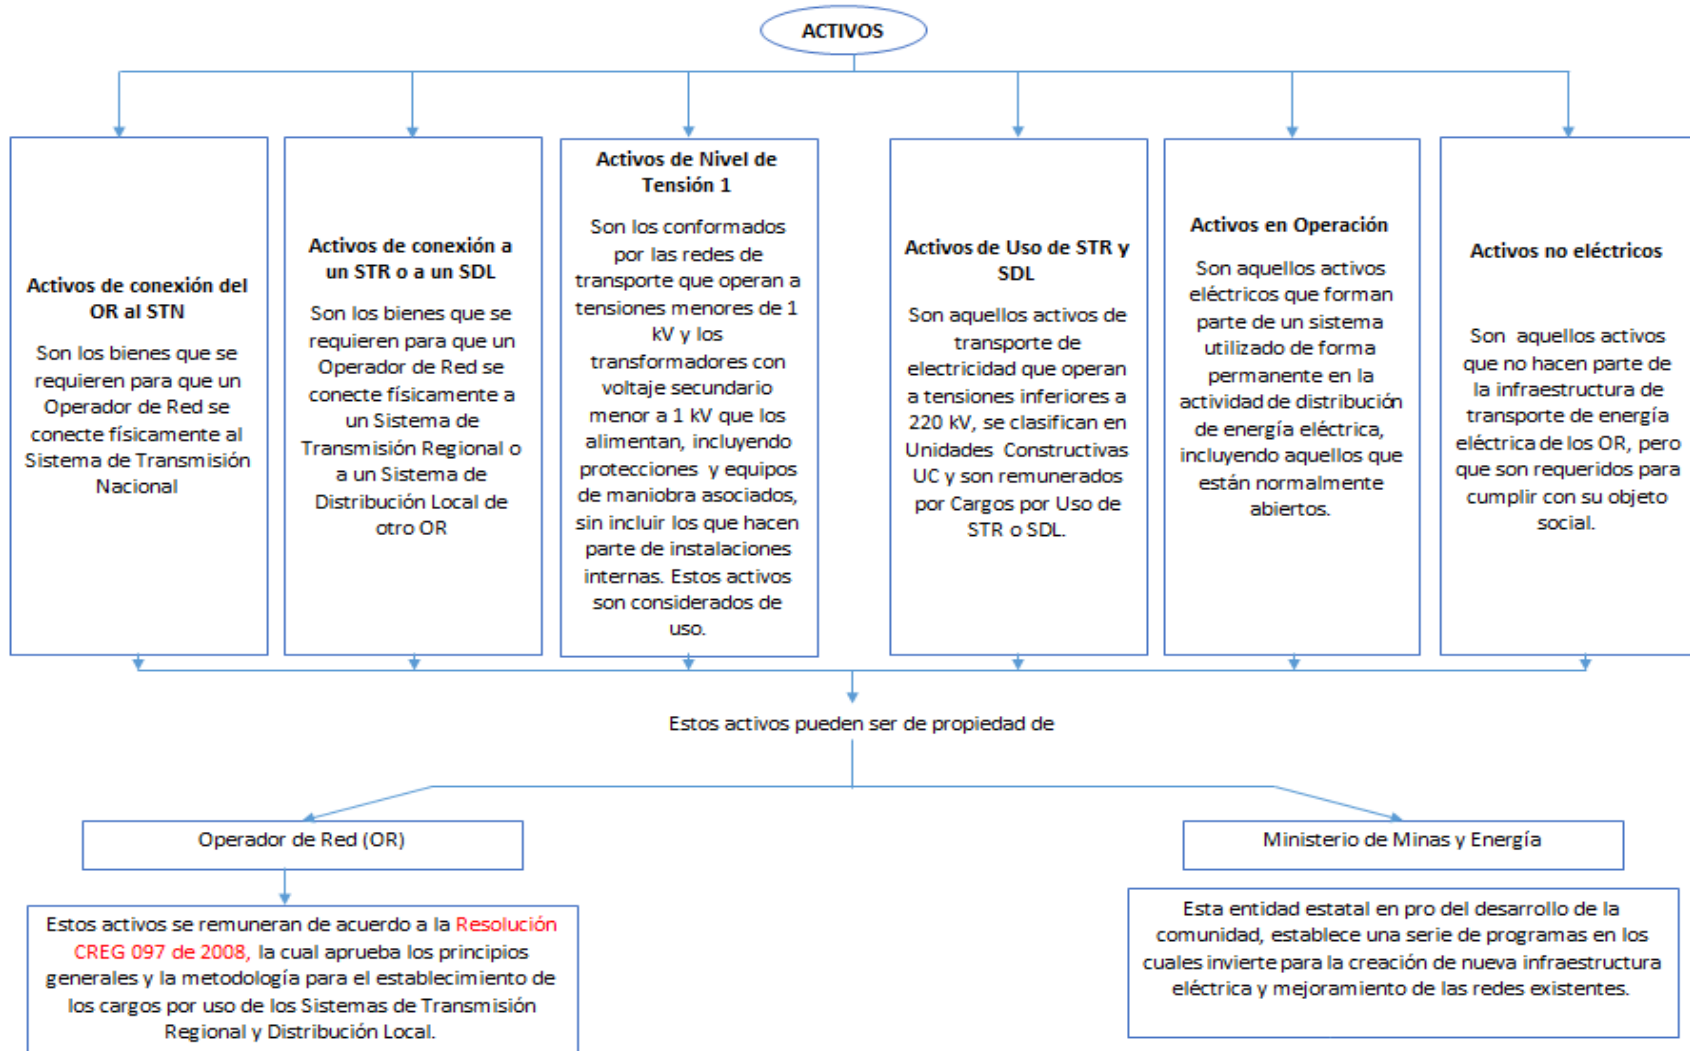 ACTIVOS
Activos de conexión del
OR al STN
Son los bienes que se
requieren para que un
Operador de Red se
conecte físicamente al
Sistema de Transmisión
Nacional
Activos de conexión a
un STR o a un SDL
Son los bienes que se
requieren para que un
Operador de Red se
conecte físicamente a
un Sistema de
Transmisión Regional o
a un Sistema de
Distribución Local de
otro OR
Activos de Nivel de
Tensión 1
Son los conformados
por las redes de
transporte que operan a
tensiones menores de 1
kV y los
transformadores con
voltaje secundario
menor a 1 kV que los
alimentan, incluyendo
protecciones y equipos
de maniobra asociados,
sin incluir los que hacen
parte de instalaciones
internas. Estos activos
son considerados de
uso.
Activos de Uso de STR y
SDL
Son aquellos activos de
transporte de
electricidad que operan
a tensiones inferiores a
220 kV, se clasifican en
Unidades Constructivas
UC y son remunerados
por Cargos por Uso de
STR o SDL.
Activos en Operación
Son aquellos activos
eléctricos que forman
parte de un sistema
utilizado de forma
permanente en la
actividad de distribución
de energía eléctrica,
incluyendo aquellos que
están normalmente
abiertos.
Activos no eléctricos
Son aquellos activos
que no hacen parte de
la infraestructura de
transporte de energía
eléctrica de los OR, pero
que son requeridos para
cumplir con su objeto
social.
Estos activos pueden ser de propiedad de
Operador de Red (OR)
Estos activos se remuneran de acuerdo a la Resolución
CREG 097 de 2008, la cual aprueba los principios
generales y la metodología para el establecimiento de
los cargos por uso de los Sistemas de Transmisión
Regional y Distribución Local.
Ministerio de Minas y Energía
Esta entidad estatal en pro del desarrollo de la
comunidad, establece una serie de programas en los
cuales invierte para la creación de nueva infraestructura
eléctrica y mejoramiento de las redes existentes.